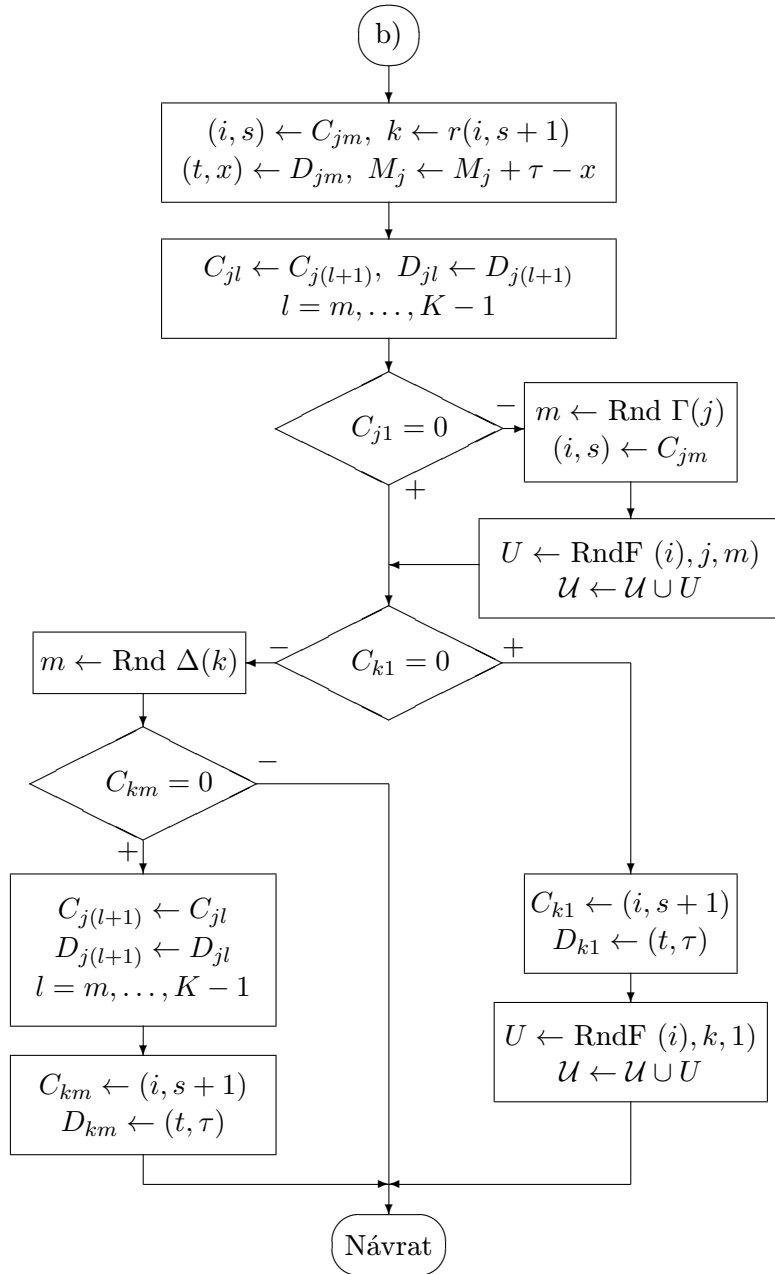 b)
(i, s) ← C_{jm}, k ← r(i, s + 1)
(t, x) ← D_{jm}, M_j ← M_j + τ − x
C_{jl} ← C_{j(l+1)}, D_{jl} ← D_{j(l+1)}
l = m, . . . , K − 1
C_{j1} = 0
−
+
m ← Rnd Γ(j)
(i, s) ← C_{jm}
U ← RndF (i), j, m)
𝒰 ← 𝒰 ∪ U
C_{k1} = 0
−
+
m ← Rnd Δ(k)
C_{km} = 0
−
+
C_{j(l+1)} ← C_{jl}
D_{j(l+1)} ← D_{jl}
l = m, . . . , K − 1
C_{km} ← (i, s + 1)
D_{km} ← (t, τ)
C_{k1} ← (i, s + 1)
D_{k1} ← (t, τ)
U ← RndF (i), k, 1)
𝒰 ← 𝒰 ∪ U
Návrat